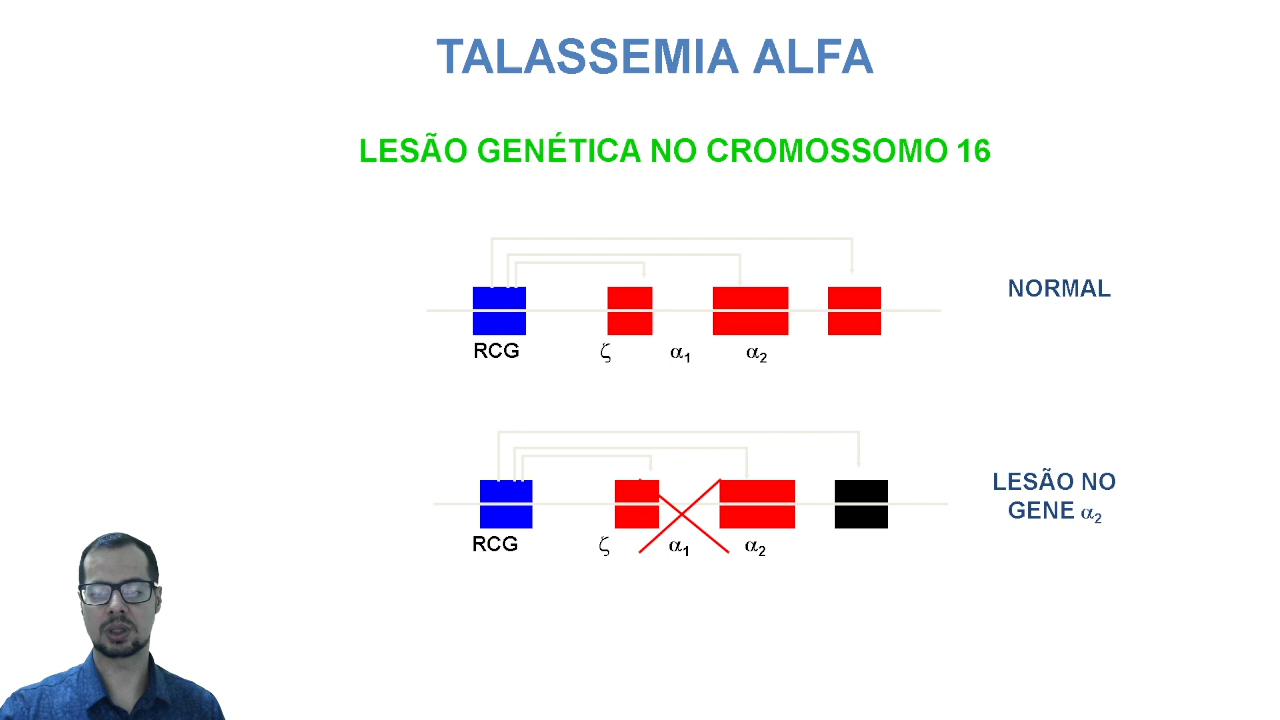 TALASSEMIA ALFA
LESÃO GENÉTICA NO CROMOSSOMO 16
NORMAL
RCG ζ α1 α2
LESÃO NO
GENE α2
RCG ζ α1 α2